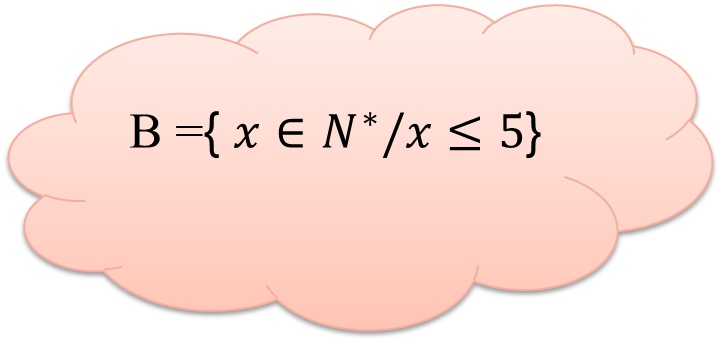 B ={ x ∈ N*/x ≤ 5}